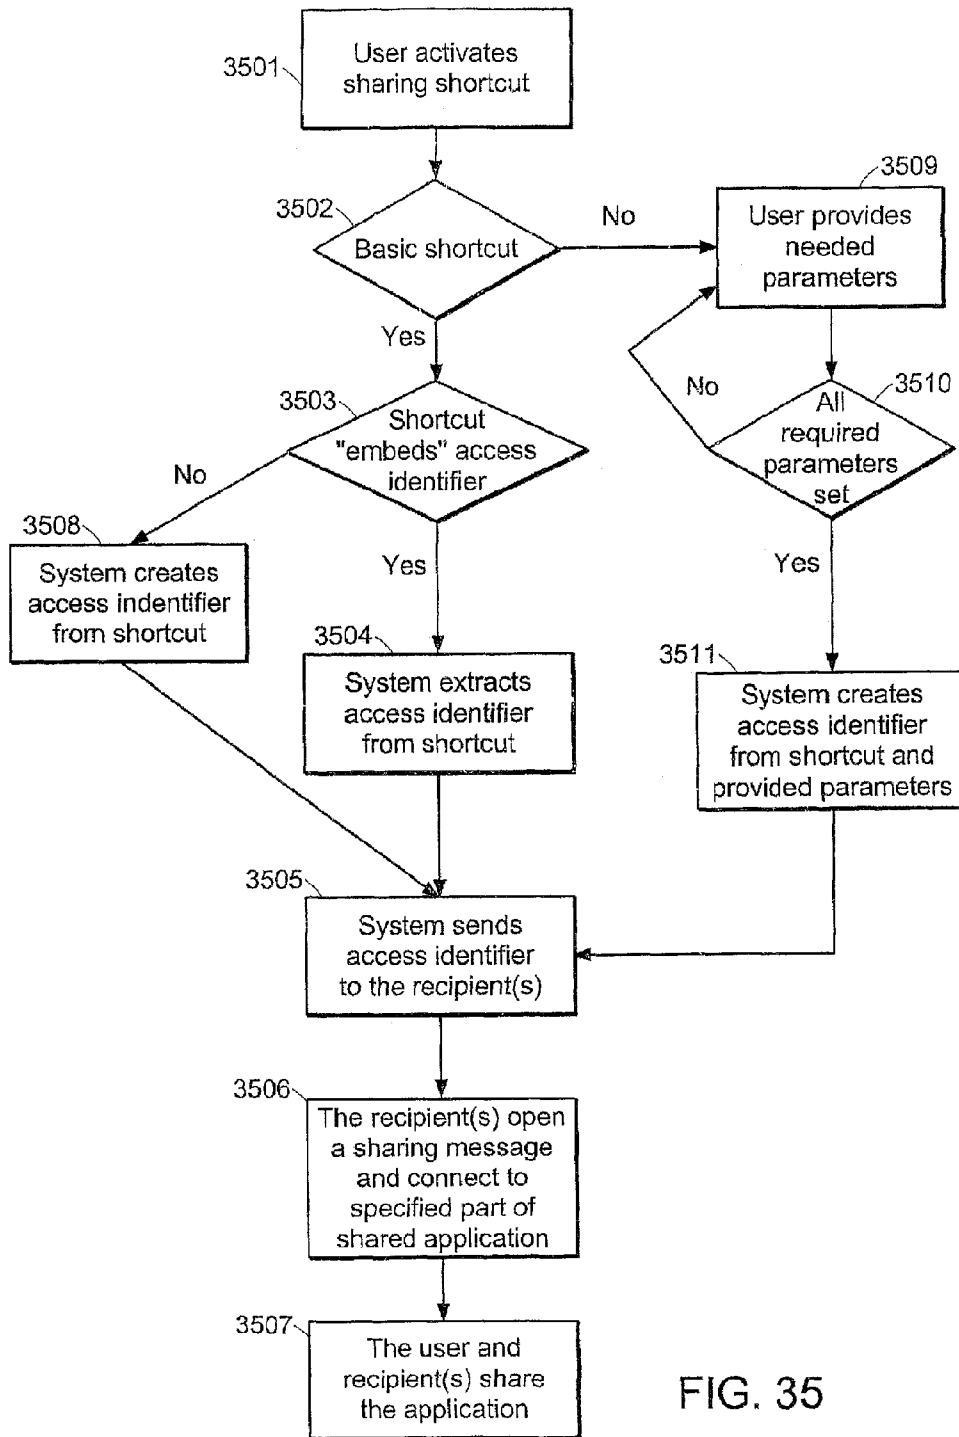 3501
User activates
sharing shortcut
3502
Basic shortcut
No
Yes
3509
User provides
needed
parameters
3503
Shortcut
"embeds" access
identifier
No
Yes
3510
All
required
parameters
set
No
Yes
3508
System creates
access indentifier
from shortcut
3504
System extracts
access identifier
from shortcut
3511
System creates
access identifier
from shortcut and
provided parameters
3505
System sends
access identifier
to the recipient(s)
3506
The recipient(s) open
a sharing message
and connect to
specified part of
shared application
3507
The user and
recipient(s) share
the application
FIG. 35